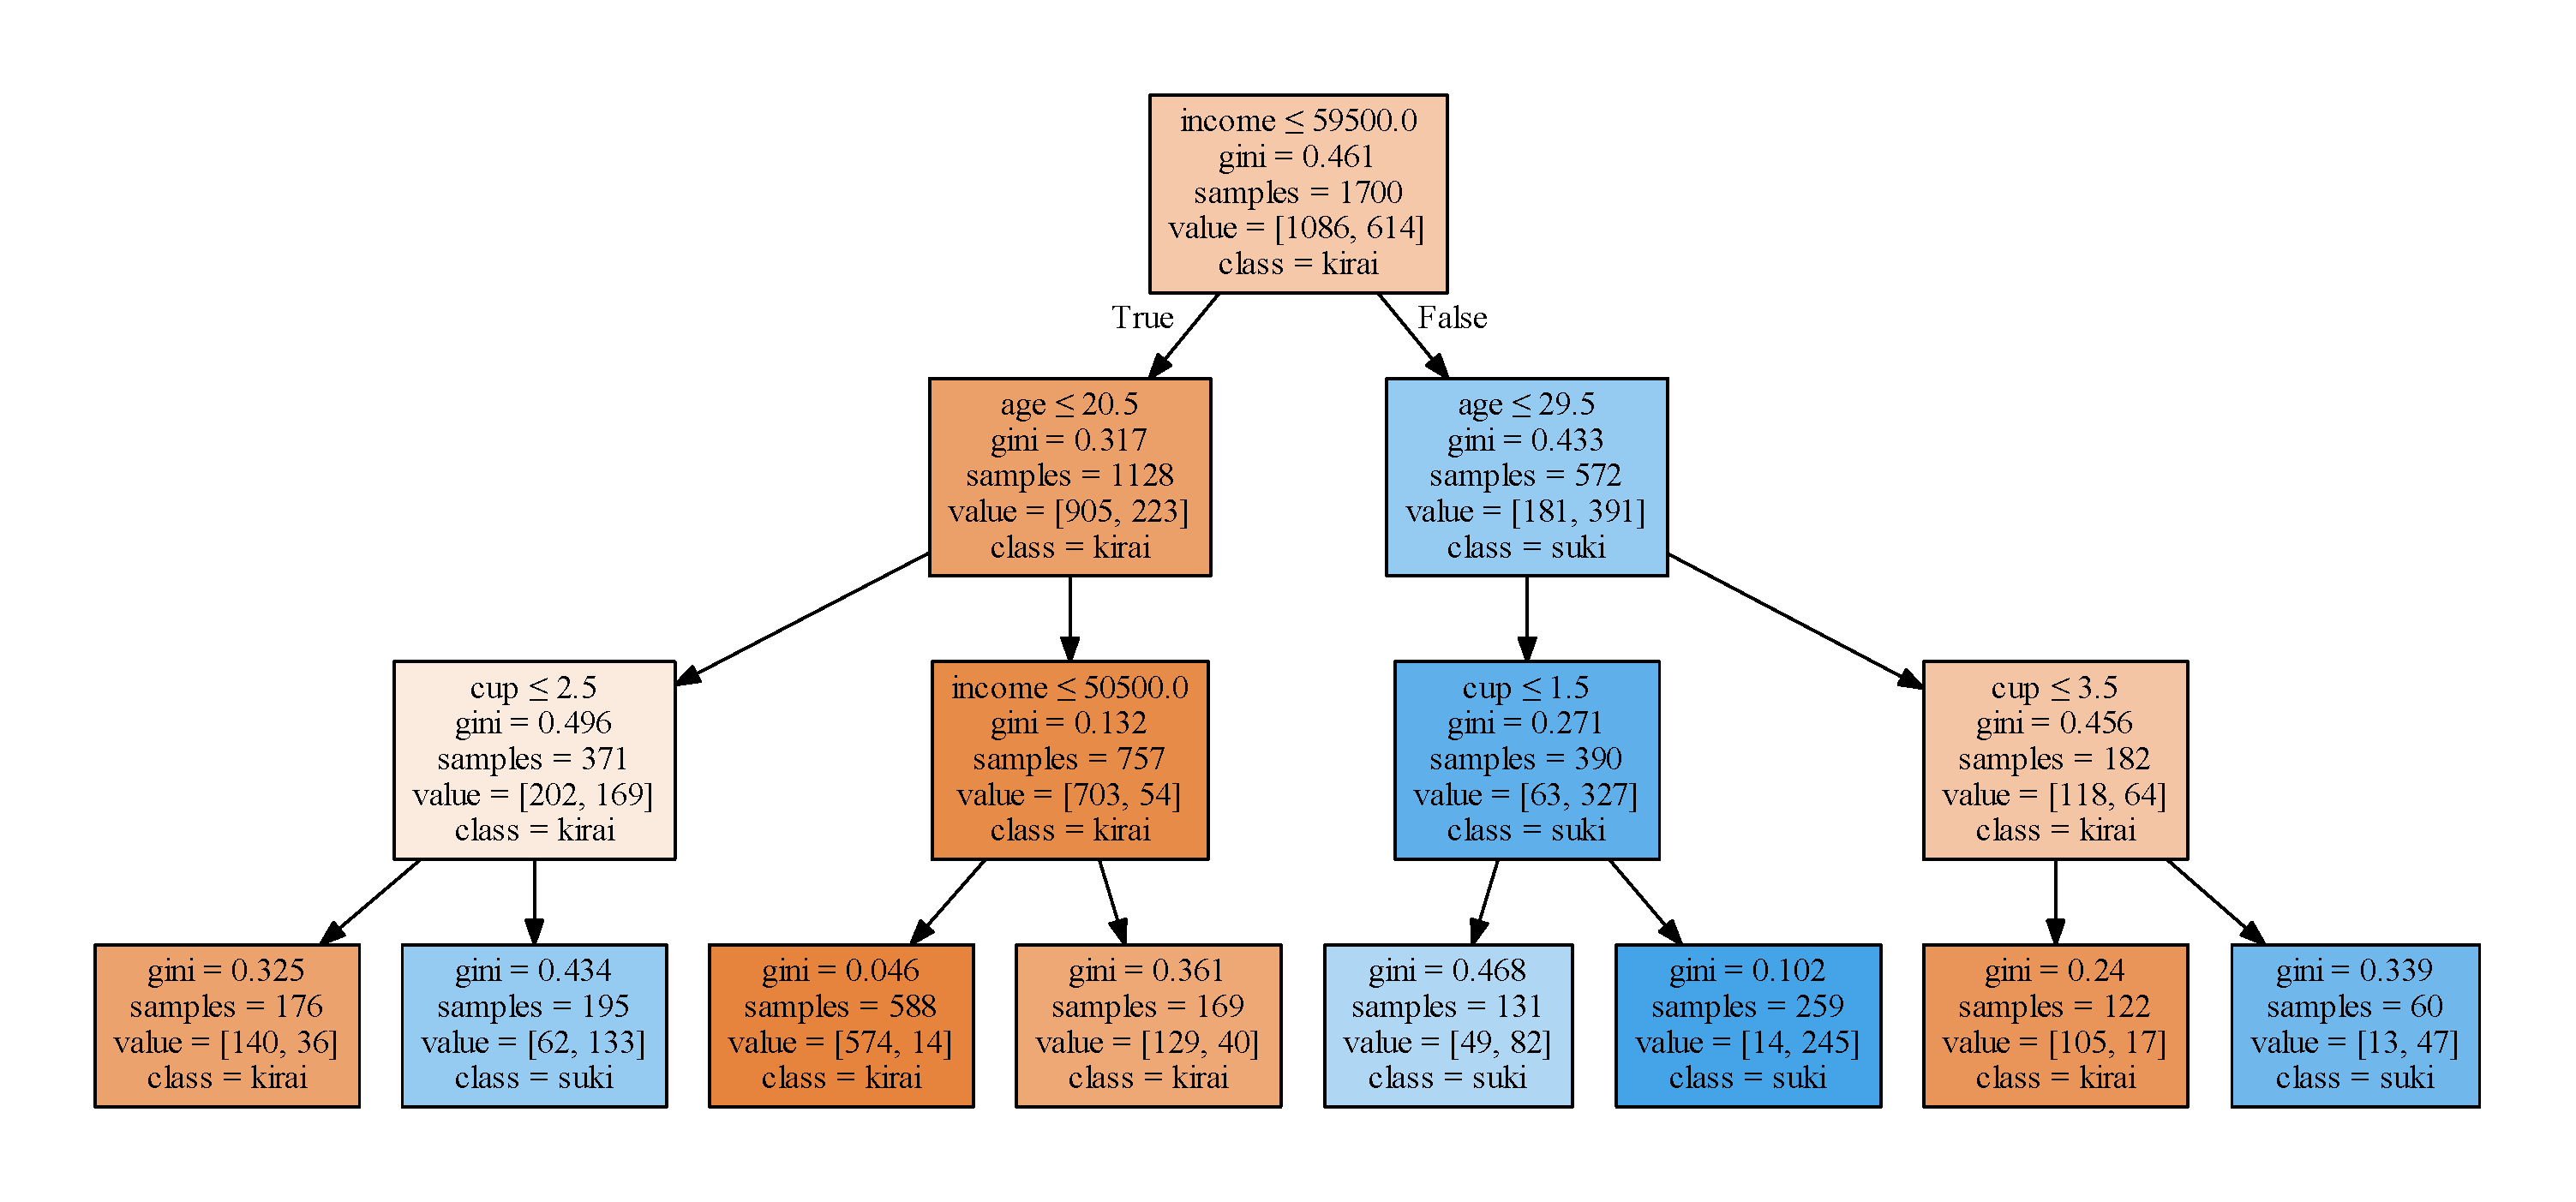 income ≤ 59500.0
gini = 0.461
samples = 1700
value = [1086, 614]
class = kirai
True
False
age ≤ 20.5
gini = 0.317
samples = 1128
value = [905, 223]
class = kirai
age ≤ 29.5
gini = 0.433
samples = 572
value = [181, 391]
class = suki
cup ≤ 2.5
gini = 0.496
samples = 371
value = [202, 169]
class = kirai
income ≤ 50500.0
gini = 0.132
samples = 757
value = [703, 54]
class = kirai
cup ≤ 1.5
gini = 0.271
samples = 390
value = [63, 327]
class = suki
cup ≤ 3.5
gini = 0.456
samples = 182
value = [118, 64]
class = kirai
gini = 0.325
samples = 176
value = [140, 36]
class = kirai
gini = 0.434
samples = 195
value = [62, 133]
class = suki
gini = 0.046
samples = 588
value = [574, 14]
class = kirai
gini = 0.361
samples = 169
value = [129, 40]
class = kirai
gini = 0.468
samples = 131
value = [49, 82]
class = suki
gini = 0.102
samples = 259
value = [14, 245]
class = suki
gini = 0.24
samples = 122
value = [105, 17]
class = kirai
gini = 0.339
samples = 60
value = [13, 47]
class = suki